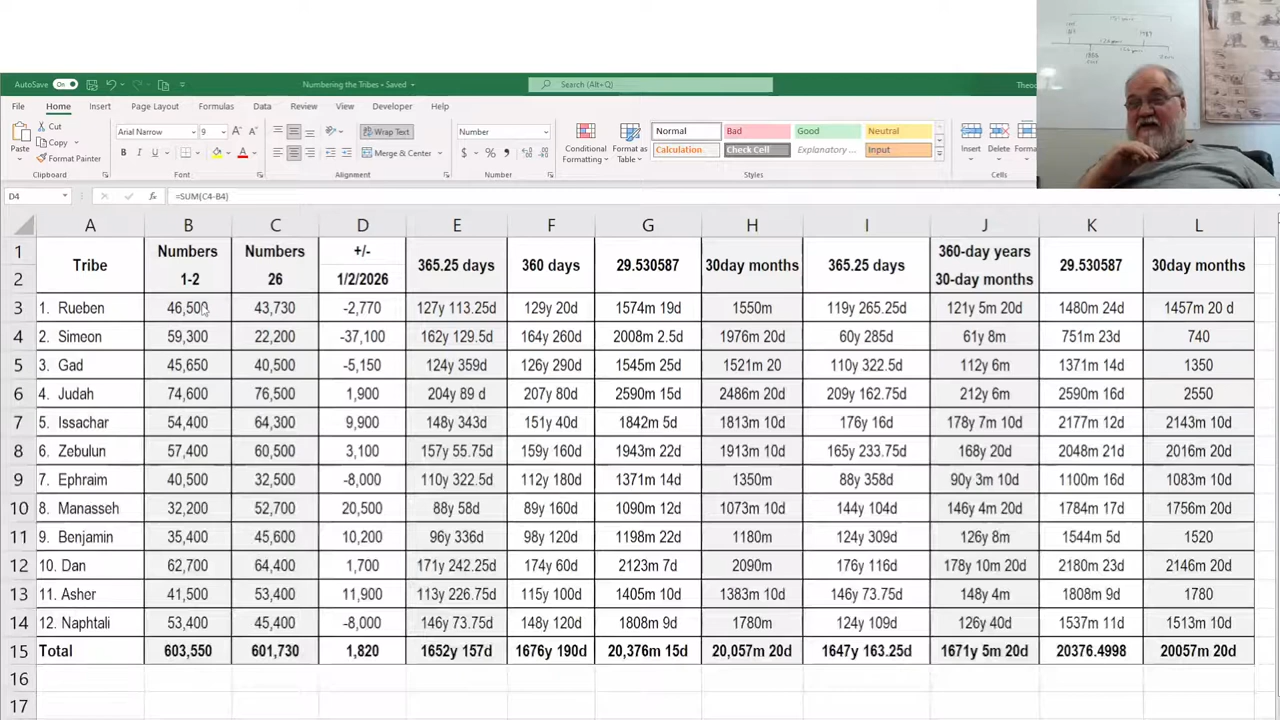 AutoSave On
Numbering the Tribes • Saved
Search (Alt+Q)
Theod
File Home Insert Page Layout Formulas Data Review View Developer Help
Paste
Cut
Copy
Format Painter
Clipboard
Arial Narrow 9
B I U
Font
Wrap Text
Merge & Center
Alignment
Number
$ % 9
Number
Conditional Formatting
Format as Table
Normal Bad Good Neutral
Calculation Check Cell Explanatory ... Input
Styles
Insert Delete Form
Cells
D4 fx =SUM(C4-B4)
A B C D E F G H I J K L
1 Tribe Numbers Numbers +/- 365.25 days 360 days 29.530587 30day months 365.25 days 360-day years 29.530587 30day months
2 1-2 26 1/2/2026 30-day months
3 1. Rueben 46,500 43,730 -2,770 127y 113.25d 129y 20d 1574m 19d 1550m 119y 265.25d 121y 5m 20d 1480m 24d 1457m 20 d
4 2. Simeon 59,300 22,200 -37,100 162y 129.5d 164y 260d 2008m 2.5d 1976m 20d 60y 285d 61y 8m 751m 23d 740
5 3. Gad 45,650 40,500 -5,150 124y 359d 126y 290d 1545m 25d 1521m 20 110y 322.5d 112y 6m 1371m 14d 1350
6 4. Judah 74,600 76,500 1,900 204y 89 d 207y 80d 2590m 15d 2486m 20d 209y 162.75d 212y 6m 2590m 16d 2550
7 5. Issachar 54,400 64,300 9,900 148y 343d 151y 40d 1842m 5d 1813m 10d 176y 16d 178y 7m 10d 2177m 12d 2143m 10d
8 6. Zebulun 57,400 60,500 3,100 157y 55.75d 159y 160d 1943m 22d 1913m 10d 165y 233.75d 168y 20d 2048m 21d 2016m 20d
9 7. Ephraim 40,500 32,500 -8,000 110y 322.5d 112y 180d 1371m 14d 1350m 88y 358d 90y 3m 10d 1100m 16d 1083m 10d
10 8. Manasseh 32,200 52,700 20,500 88y 58d 89y 160d 1090m 12d 1073m 10d 144y 104d 146y 4m 20d 1784m 17d 1756m 20d
11 9. Benjamin 35,400 45,600 10,200 96y 336d 98y 120d 1198m 22d 1180m 124y 309d 126y 8m 1544m 5d 1520
12 10. Dan 62,700 64,400 1,700 171y 242.25d 174y 60d 2123m 7d 2090m 176y 116d 178y 10m 20d 2180m 23d 2146m 20d
13 11. Asher 41,500 53,400 11,900 113y 226.75d 115y 100d 1405m 10d 1383m 10d 146y 73.75d 148y 4m 1808m 9d 1780
14 12. Naphtali 53,400 45,400 -8,000 146y 73.75d 148y 120d 1808m 9d 1780m 124y 109d 126y 40d 1537m 11d 1513m 10d
15 Total 603,550 601,730 1,820 1652y 157d 1676y 190d 20,376m 15d 20,057m 20d 1647y 163.25d 1671y 5m 20d 20376.4998 20057m 20d
16
17